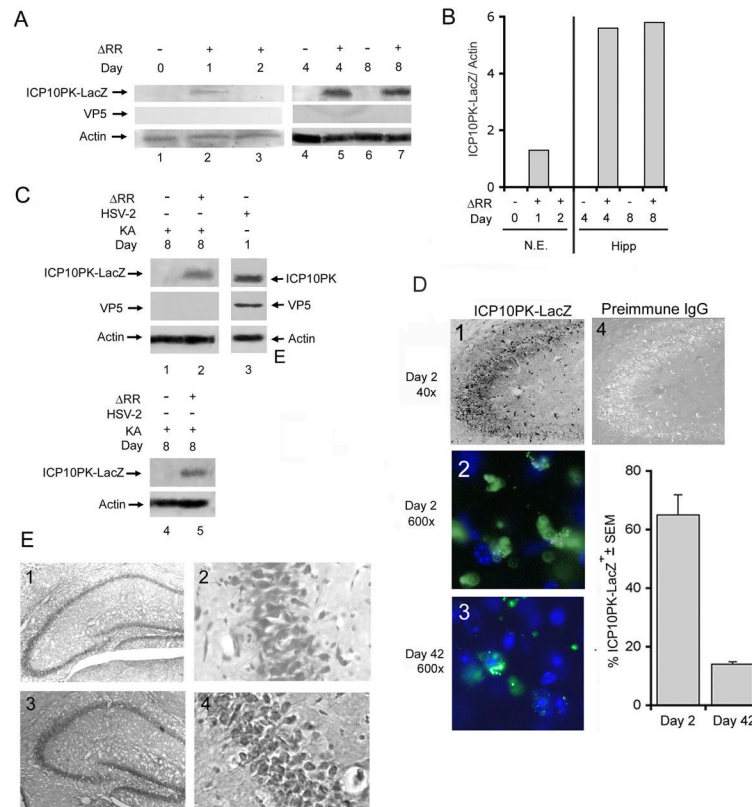 A
ΔRR - + + - + - +
Day 0 1 2 4 4 8 8
ICP10PK-LacZ
VP5
Actin
1 2 3 4 5 6 7
B
ICP10PK-LacZ/ Actin
6
4
2
0
ΔRR - + + - + - +
Day 0 1 2 4 4 8 8
N.E. Hipp
C
ΔRR - + -
HSV-2 - - +
KA + + -
Day 8 8 1
ICP10PK-LacZ ICP10PK
VP5 VP5
Actin Actin
E
1 2 3
ΔRR - +
HSV-2 - -
KA + +
Day 8 8
ICP10PK-LacZ
Actin
4 5
D
ICP10PK-LacZ Preimmune IgG
1 4
Day 2
40x
2
Day 2
600x
3
Day 42
600x
% ICP10PK-LacZ+ ± SEM
80
60
40
20
0
Day 2 Day 42
E
1 2
3 4